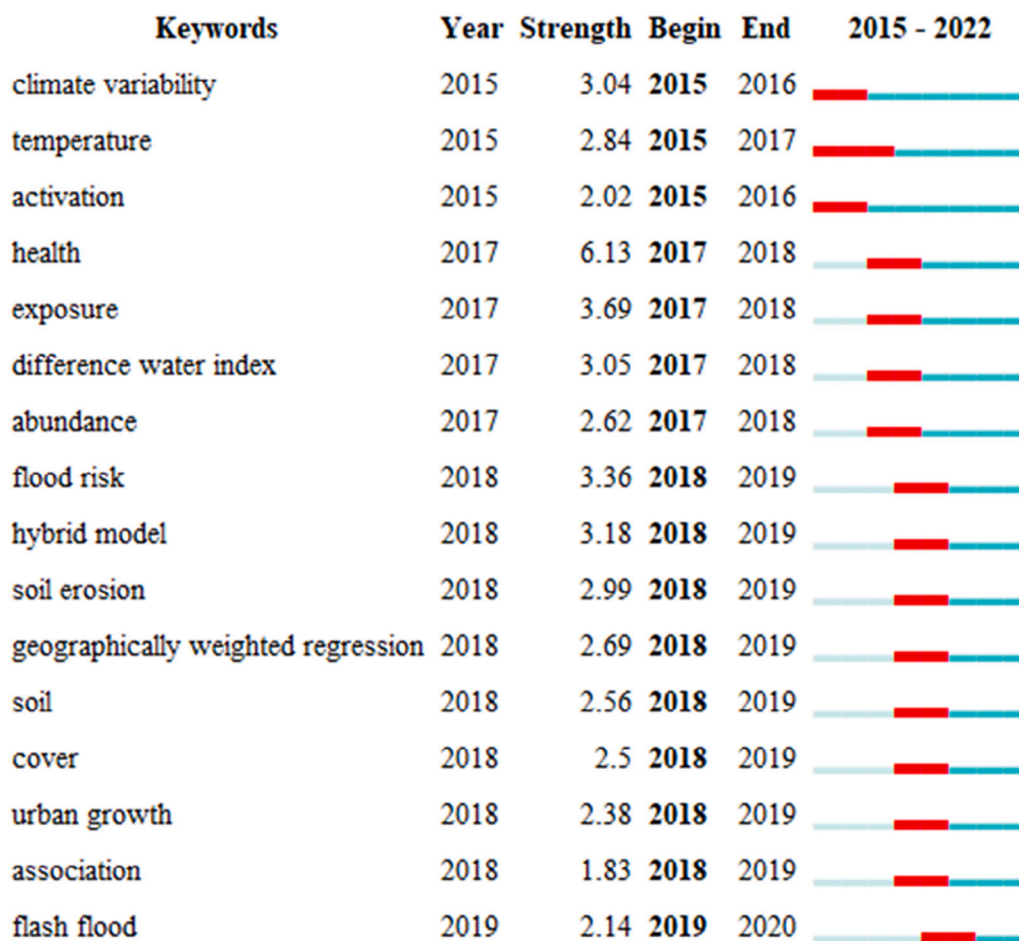 Keywords Year Strength Begin End 2015 - 2022
climate variability 2015 3.04 2015 2016
temperature 2015 2.84 2015 2017
activation 2015 2.02 2015 2016
health 2017 6.13 2017 2018
exposure 2017 3.69 2017 2018
difference water index 2017 3.05 2017 2018
abundance 2017 2.62 2017 2018
flood risk 2018 3.36 2018 2019
hybrid model 2018 3.18 2018 2019
soil erosion 2018 2.99 2018 2019
geographically weighted regression 2018 2.69 2018 2019
soil 2018 2.56 2018 2019
cover 2018 2.5 2018 2019
urban growth 2018 2.38 2018 2019
association 2018 1.83 2018 2019
flash flood 2019 2.14 2019 2020